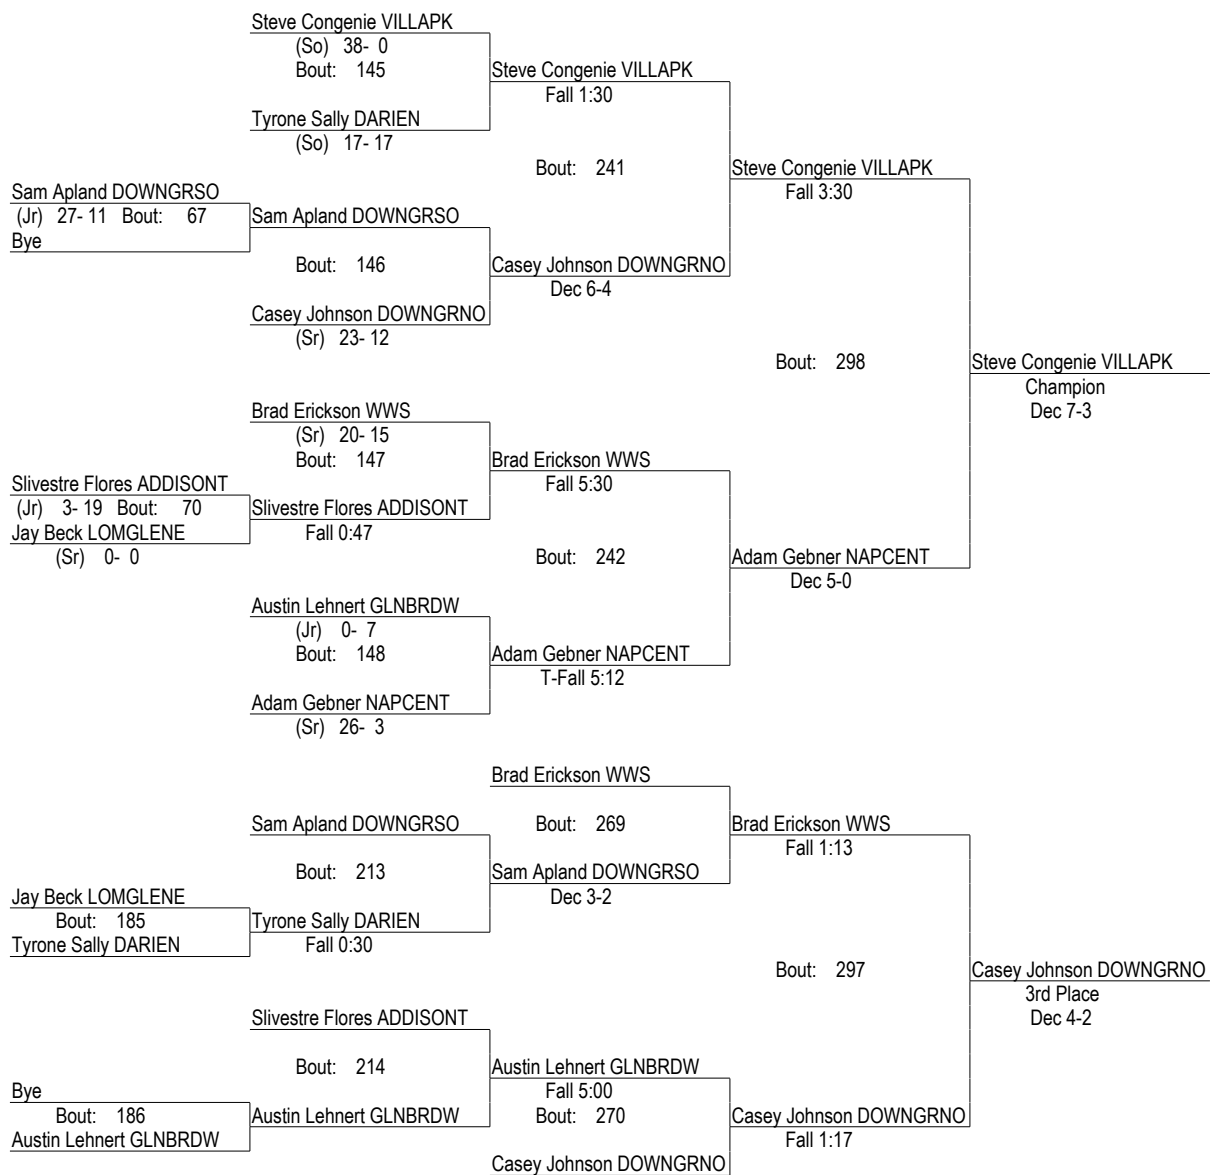 Steve Congenie VILLAPK
(So) 38- 0
Bout: 145
Steve Congenie VILLAPK
Fall 1:30
Tyrone Sally DARIEN
(So) 17- 17
Bout: 241
Steve Congenie VILLAPK
Fall 3:30
Sam Apland DOWNGRSO
(Jr) 27- 11 Bout: 67
Bye
Sam Apland DOWNGRSO
Bout: 146
Casey Johnson DOWNGRNO
Dec 6-4
Casey Johnson DOWNGRNO
(Sr) 23- 12
Bout: 298
Steve Congenie VILLAPK
Champion
Dec 7-3
Brad Erickson WWS
(Sr) 20- 15
Bout: 147
Brad Erickson WWS
Fall 5:30
Slivestre Flores ADDISONT
(Jr) 3- 19 Bout: 70
Jay Beck LOMGLENE
(Sr) 0- 0
Slivestre Flores ADDISONT
Fall 0:47
Bout: 242
Adam Gebner NAPCENT
Dec 5-0
Austin Lehnert GLNBRDW
(Jr) 0- 7
Bout: 148
Adam Gebner NAPCENT
T-Fall 5:12
Adam Gebner NAPCENT
(Sr) 26- 3
Brad Erickson WWS
Sam Apland DOWNGRSO
Bout: 269
Brad Erickson WWS
Fall 1:13
Bout: 213
Sam Apland DOWNGRSO
Dec 3-2
Jay Beck LOMGLENE
Bout: 185
Tyrone Sally DARIEN
Tyrone Sally DARIEN
Fall 0:30
Bout: 297
Casey Johnson DOWNGRNO
3rd Place
Dec 4-2
Slivestre Flores ADDISONT
Bout: 214
Austin Lehnert GLNBRDW
Fall 5:00
Bye
Bout: 186
Austin Lehnert GLNBRDW
Austin Lehnert GLNBRDW
Bout: 270
Casey Johnson DOWNGRNO
Fall 1:17
Casey Johnson DOWNGRNO